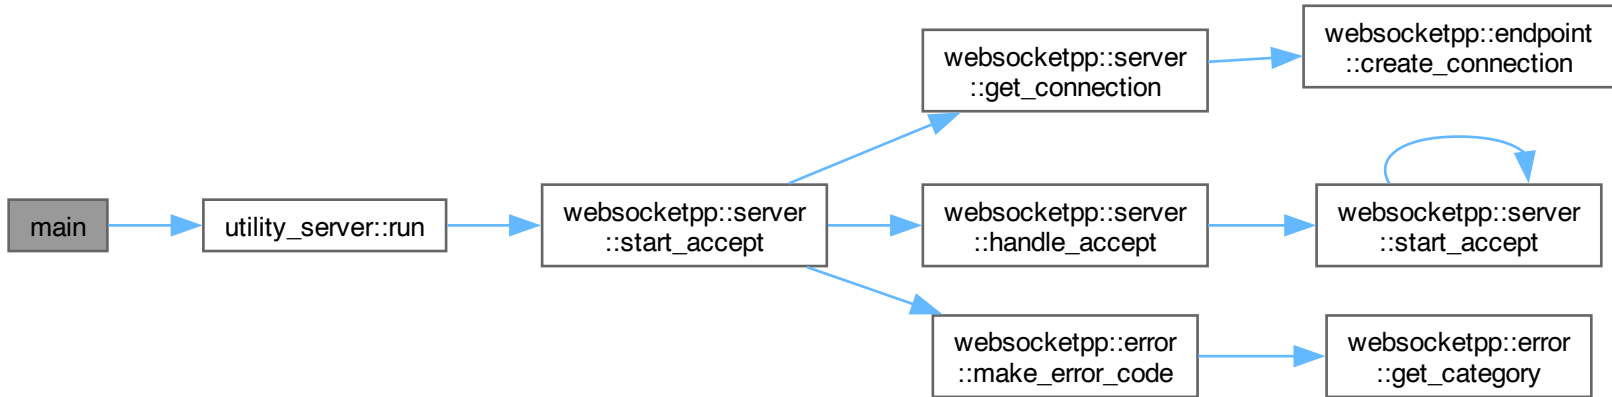 main
utility_server::run
websocketpp::server
::start_accept
websocketpp::server
::get_connection
websocketpp::endpoint
::create_connection
websocketpp::server
::handle_accept
websocketpp::server
::start_accept
websocketpp::error
::make_error_code
websocketpp::error
::get_category